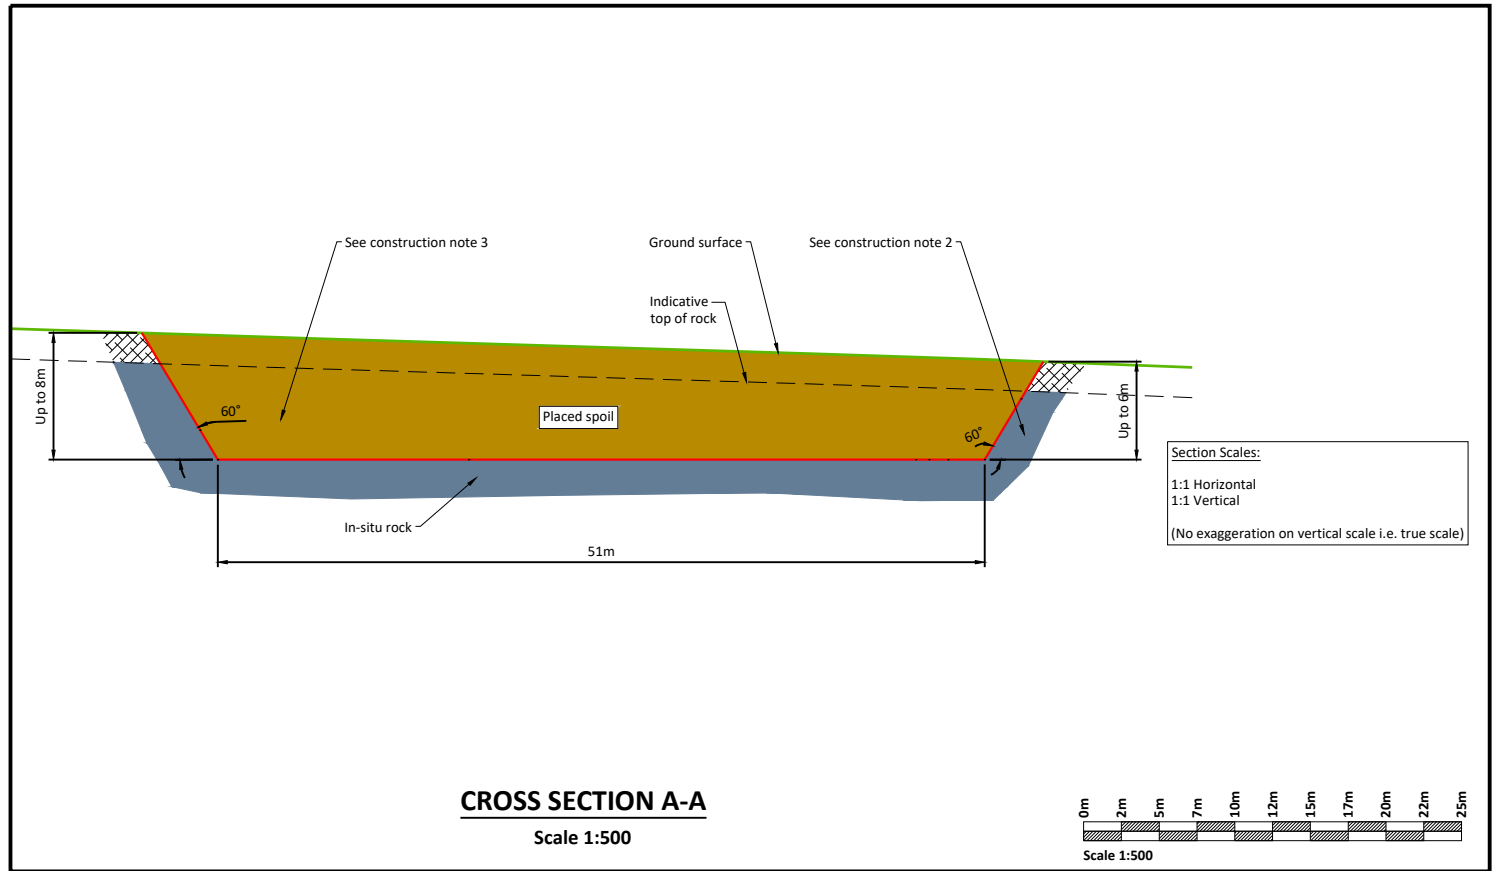 See construction note 3
Ground surface
See construction note 2
Indicative
top of rock
Up to 8m
60°
Placed spoil
60°
Up to 6m
Section Scales:
1:1 Horizontal
1:1 Vertical
(No exaggeration on vertical scale i.e. true scale)
In-situ rock
51m
CROSS SECTION A-A
Scale 1:500
0m 2m 5m 7m 10m 12m 15m 17m 20m 22m 25m
Scale 1:500